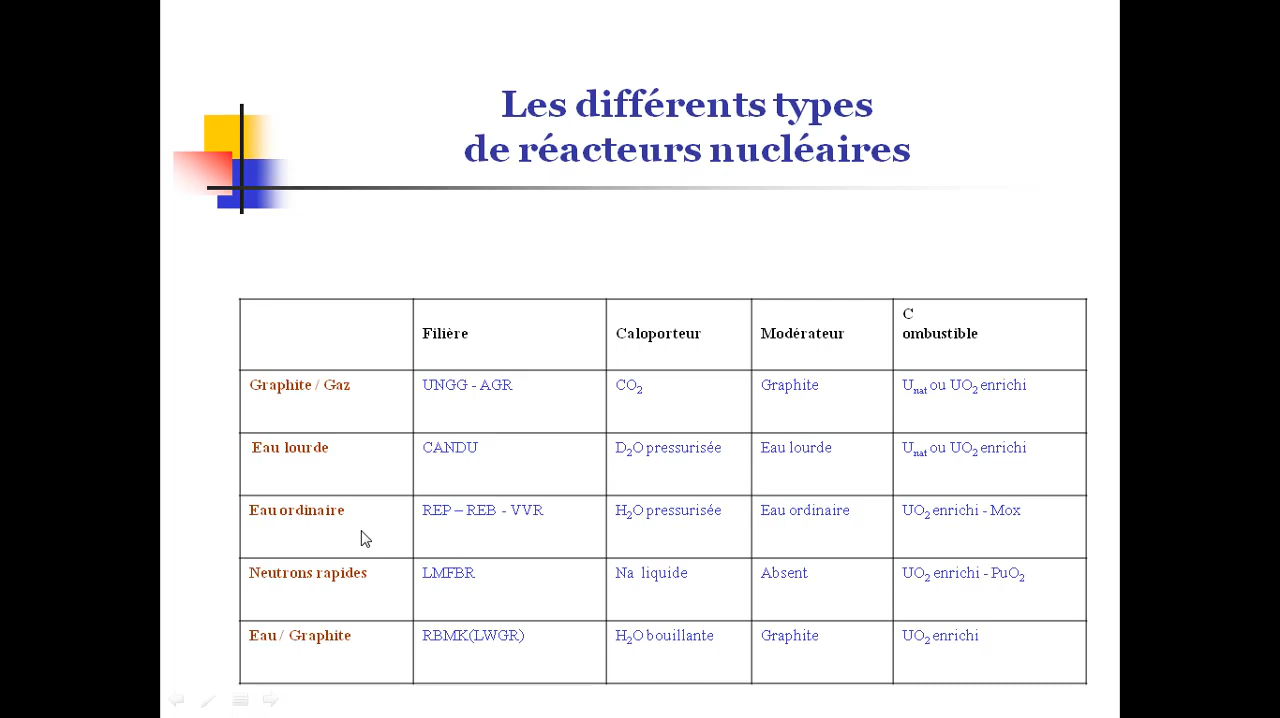 Les différents types
de réacteurs nucléaires
Filière Caloporteur Modérateur C
ombustible
Graphite / Gaz UNGG - AGR CO₂ Graphite Uₙₐₜ ou UO₂ enrichi
Eau lourde CANDU D₂O pressurisée Eau lourde Uₙₐₜ ou UO₂ enrichi
Eau ordinaire REP – REB - VVR H₂O pressurisée Eau ordinaire UO₂ enrichi - Mox
Neutrons rapides LMFBR Na liquide Absent UO₂ enrichi - PuO₂
Eau / Graphite RBMK(LWGR) H₂O bouillante Graphite UO₂ enrichi